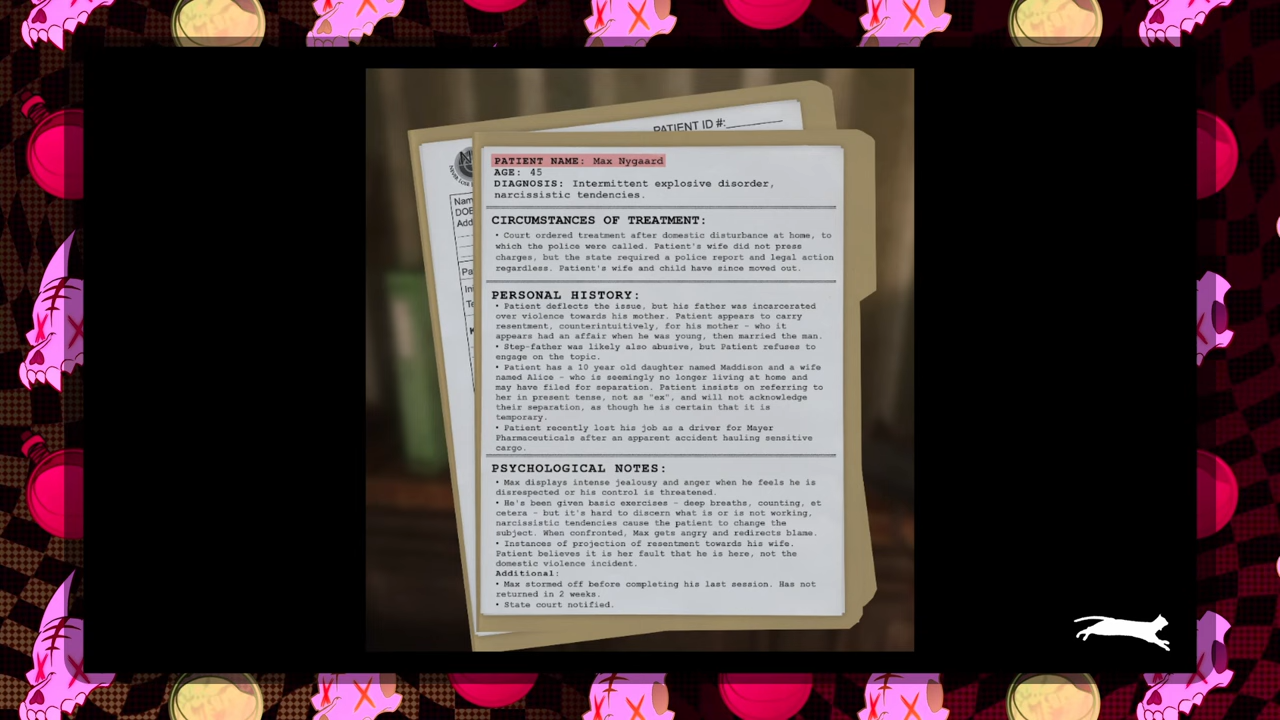 PATIENT ID #:
PATIENT NAME: Max Nygaard
AGE: 45
DIAGNOSIS: Intermittent explosive disorder,
narcissistic tendencies.
CIRCUMSTANCES OF TREATMENT:
• Court ordered treatment after domestic disturbance at home, to
which the police were called. Patient's wife did not press
charges, but the state required a police report and legal action
regardless. Patient's wife and child have since moved out.
PERSONAL HISTORY:
• Patient deflects the issue, but his father was incarcerated
over violence towards his mother. Patient appears to carry
resentment, counterintuitively, for his mother - who it
appears had an affair when he was young, then married the man.
• Step-father was likely also abusive, but Patient refuses to
engage on the topic.
• Patient has a 10 year old daughter named Maddison and a wife
named Alice - who is seemingly no longer living at home and
may have filed for separation. Patient insists on referring to
her in present tense, not as "ex", and will not acknowledge
their separation, as though he is certain that it is
temporary.
• Patient recently lost his job as a driver for Mayer
Pharmaceuticals after an apparent accident hauling sensitive
cargo.
PSYCHOLOGICAL NOTES:
• Max displays intense jealousy and anger when he feels he is
disrespected or his control is threatened.
• He's been given basic exercises - deep breaths, counting, et
cetera - but it's hard to discern what is or is not working,
narcissistic tendencies cause the patient to change the
subject. When confronted, Max gets angry and redirects blame.
• Instances of projection of resentment towards his wife.
Patient believes it is her fault that he is here, not the
domestic violence incident.
Additional:
• Max stormed off before completing his last session. Has not
returned in 2 weeks.
• State court notified.
Nam
DOB
Add
Pa
In
Te